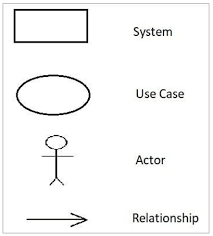 System
Use Case
Actor
Relationship